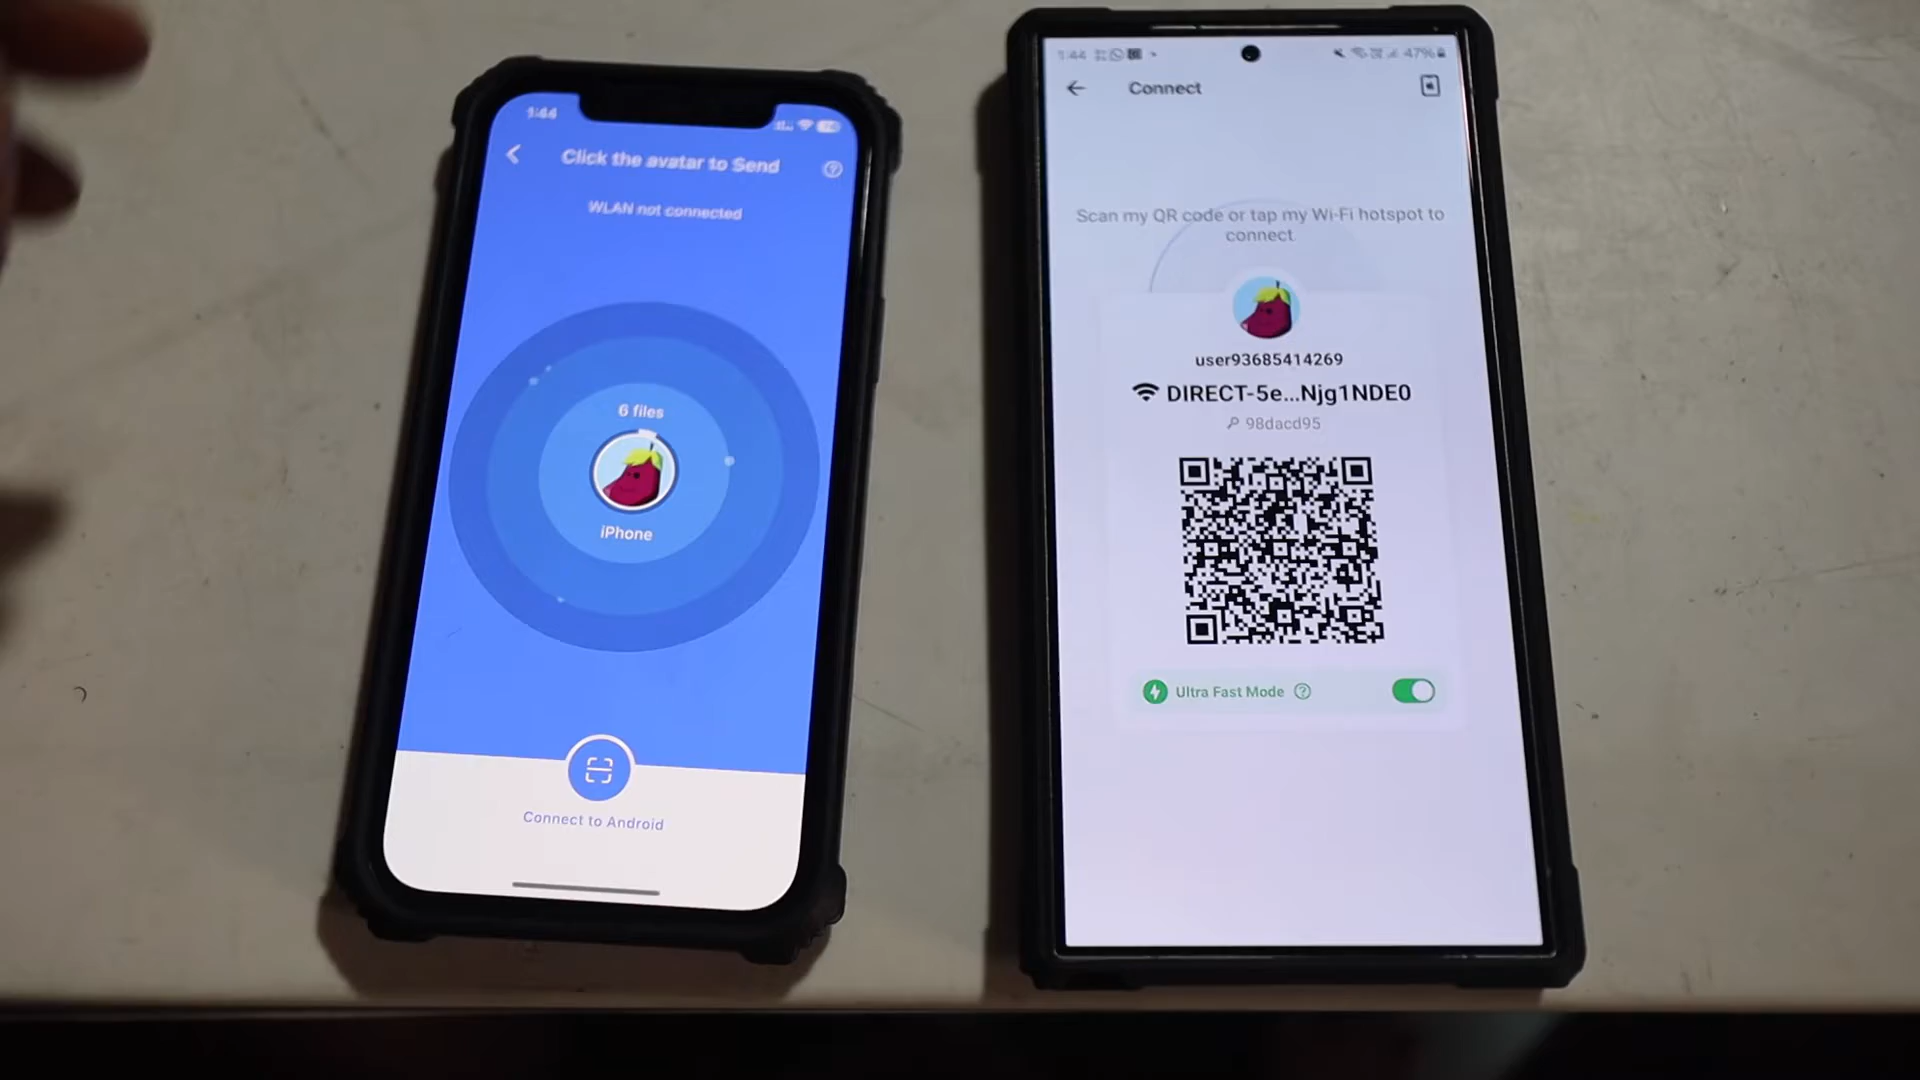 1:44
Click the avatar to Send
WLAN not connected
6 files
iPhone
Connect to Android
1:44
47%
Connect
Scan my QR code or tap my Wi-Fi hotspot to
connect
user93685414269
DIRECT-5e...Njg1NDE0
98dacd95
Ultra Fast Mode